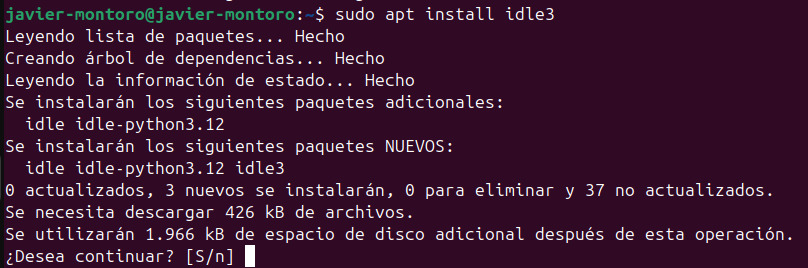 javier-montoro@javier-montoro:~$ sudo apt install idle3
Leyendo lista de paquetes... Hecho
Creando árbol de dependencias... Hecho
Leyendo la información de estado... Hecho
Se instalarán los siguientes paquetes adicionales:
  idle idle-python3.12
Se instalarán los siguientes paquetes NUEVOS:
  idle idle-python3.12 idle3
0 actualizados, 3 nuevos se instalarán, 0 para eliminar y 37 no actualizados.
Se necesita descargar 426 kB de archivos.
Se utilizarán 1.966 kB de espacio de disco adicional después de esta operación.
¿Desea continuar? [S/n]